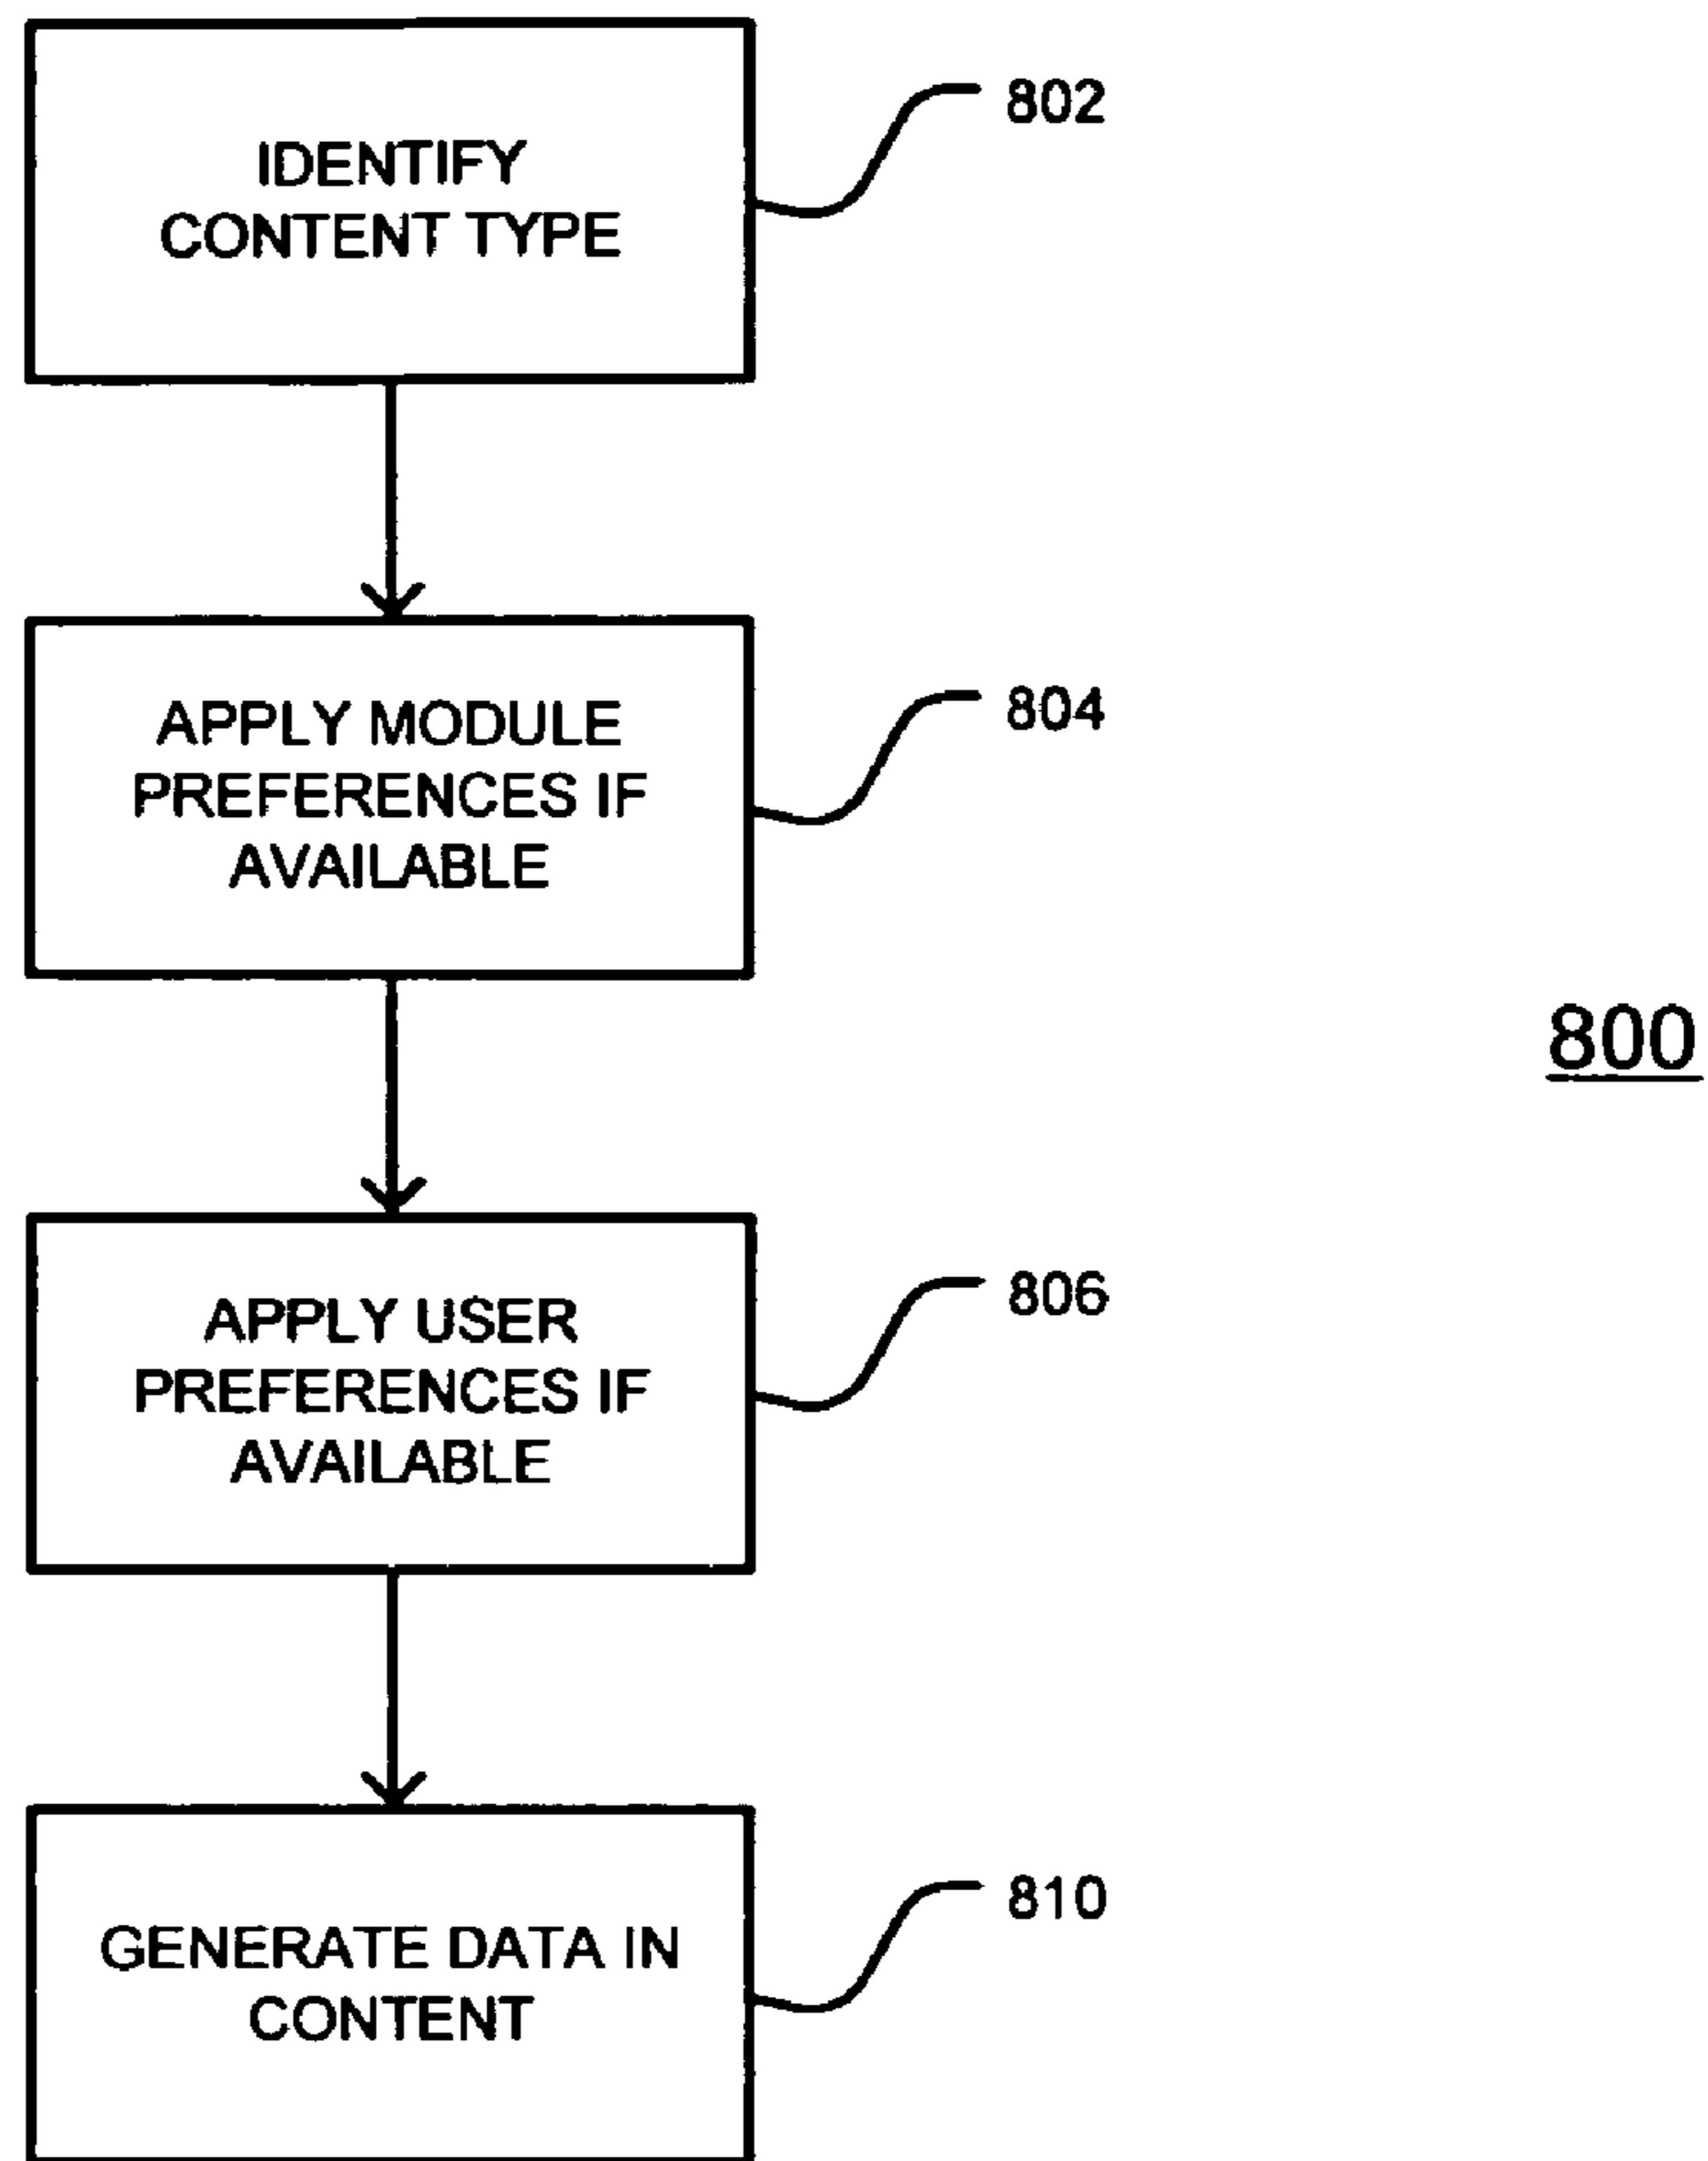 IDENTIFY
CONTENT TYPE
802
APPLY MODULE
PREFERENCES IF
AVAILABLE
804
800
APPLY USER
PREFERENCES IF
AVAILABLE
806
GENERATE DATA IN
CONTENT
810